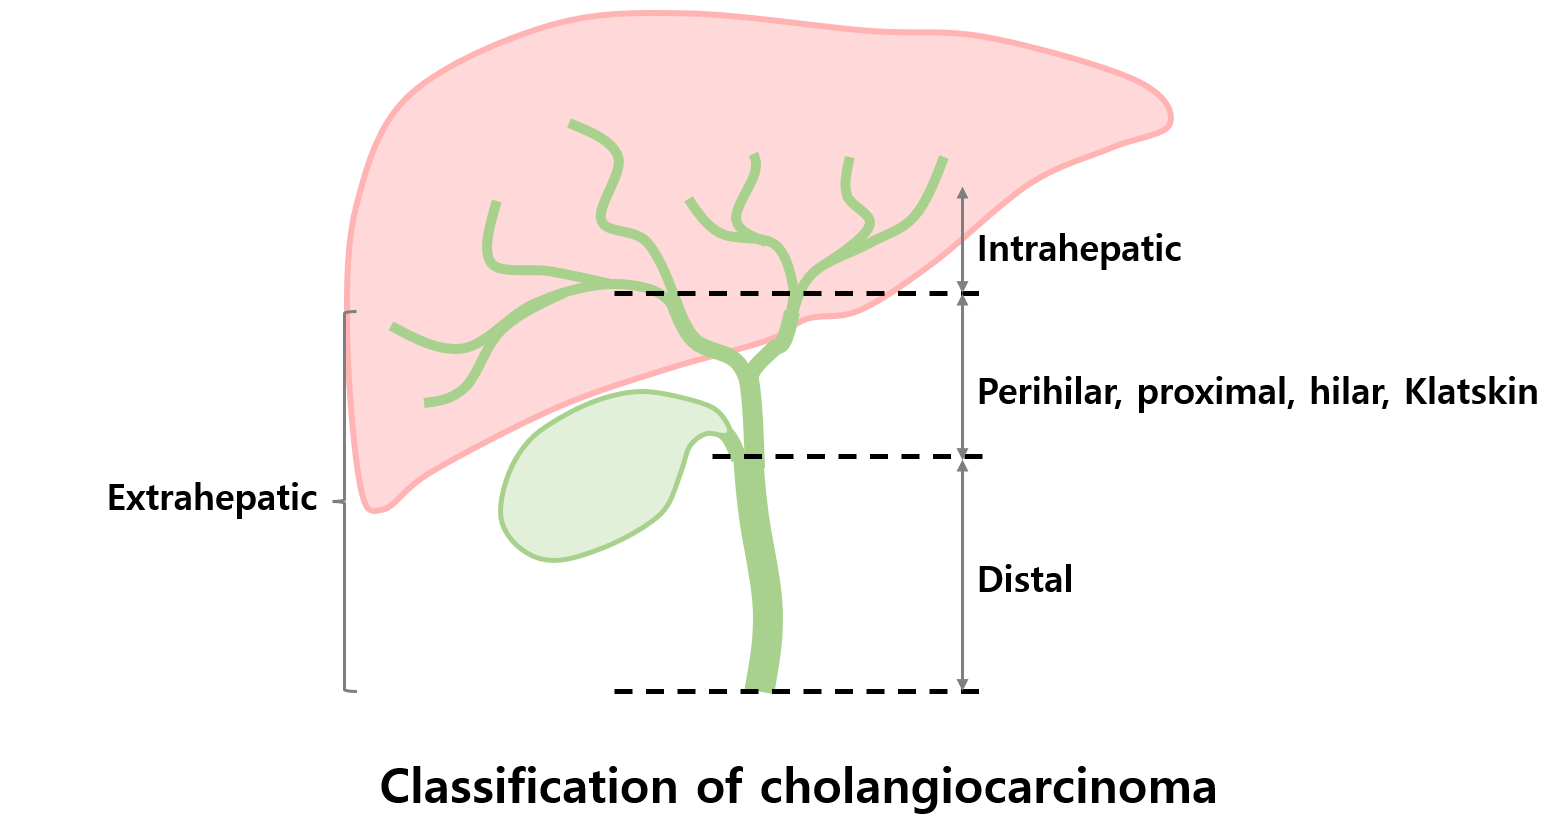 Intrahepatic
Perihilar, proximal, hilar, Klatskin
Extrahepatic
Distal
Classification of cholangiocarcinoma